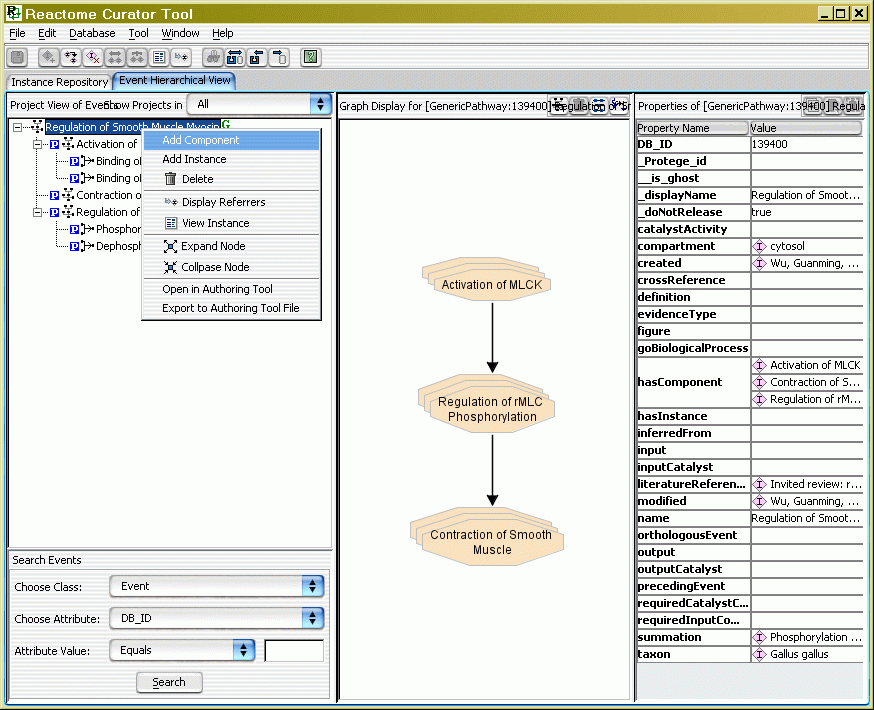 Reactome Curator Tool
File Edit Database Tool Window Help
Instance Repository Event Hierarchical View
Project View of Events
Show Projects in All
Regulation of Smooth Muscle Myosin G
Activation of
Binding of
Binding of
Contraction of
Regulation of
Phosphor
Dephosph
Add Component
Add Instance
Delete
Display Referrers
View Instance
Expand Node
Collpase Node
Open in Authoring Tool
Export to Authoring Tool File
Search Events
Choose Class: Event
Choose Attribute: DB_ID
Attribute Value: Equals
Search
Graph Display for [GenericPathway:139400] Regulation of S
Activation of MLCK
Regulation of rMLC
Phosphorylation
Contraction of Smooth
Muscle
Properties of [GenericPathway:139400] Regula
Property Name Value
DB_ID 139400
_Protege_id
__is_ghost
_displayName Regulation of Smoot...
_doNotRelease true
catalystActivity
compartment cytosol
created Wu, Guanming, ...
crossReference
definition
evidenceType
figure
goBiologicalProcess
hasComponent Activation of MLCK
Contraction of S...
Regulation of rM...
hasInstance
inferredFrom
input
inputCatalyst
literatureReferen... Invited review: r...
modified Wu, Guanming, ...
name Regulation of Smoot...
orthologousEvent
output
outputCatalyst
precedingEvent
requiredCatalystC...
requiredInputCo...
summation Phosphorylation ...
taxon Gallus gallus